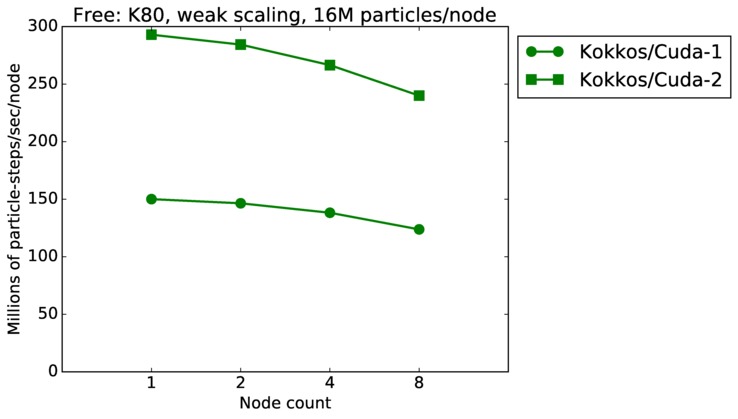 Free: K80, weak scaling, 16M particles/node
Millions of particle-steps/sec/node
300
250
200
150
100
50
0
1 2 4 8
Node count
Kokkos/Cuda-1
Kokkos/Cuda-2